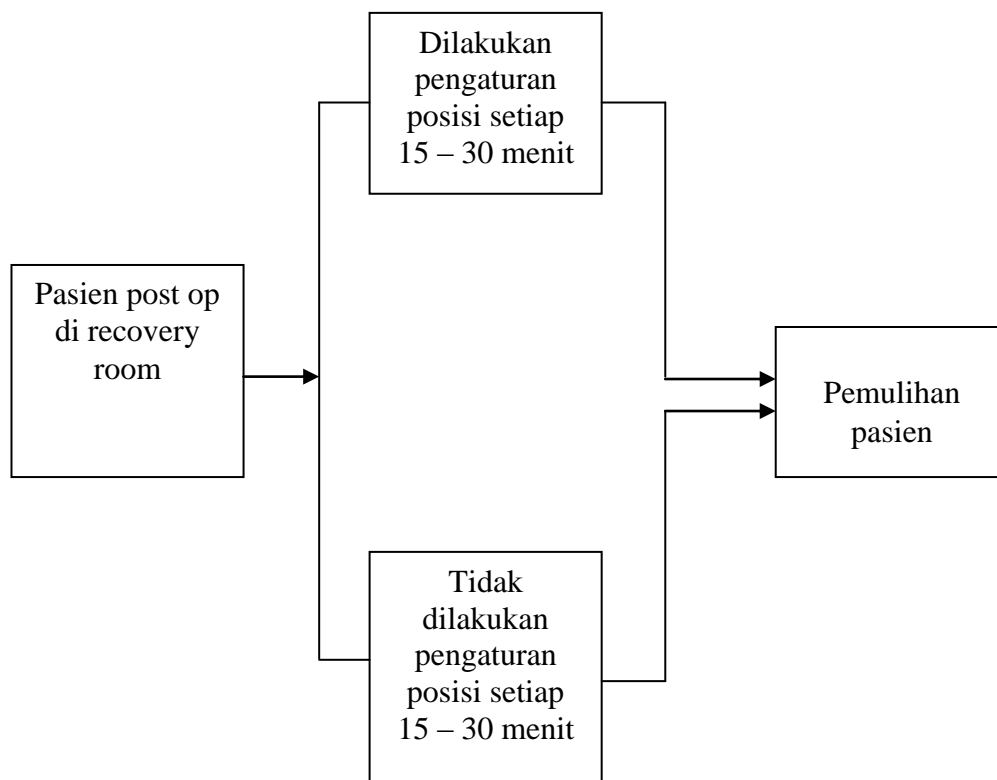 Dilakukan
pengaturan
posisi setiap
15 – 30 menit
Pasien post op
di recovery
room
Pemulihan
pasien
Tidak
dilakukan
pengaturan
posisi setiap
15 – 30 menit